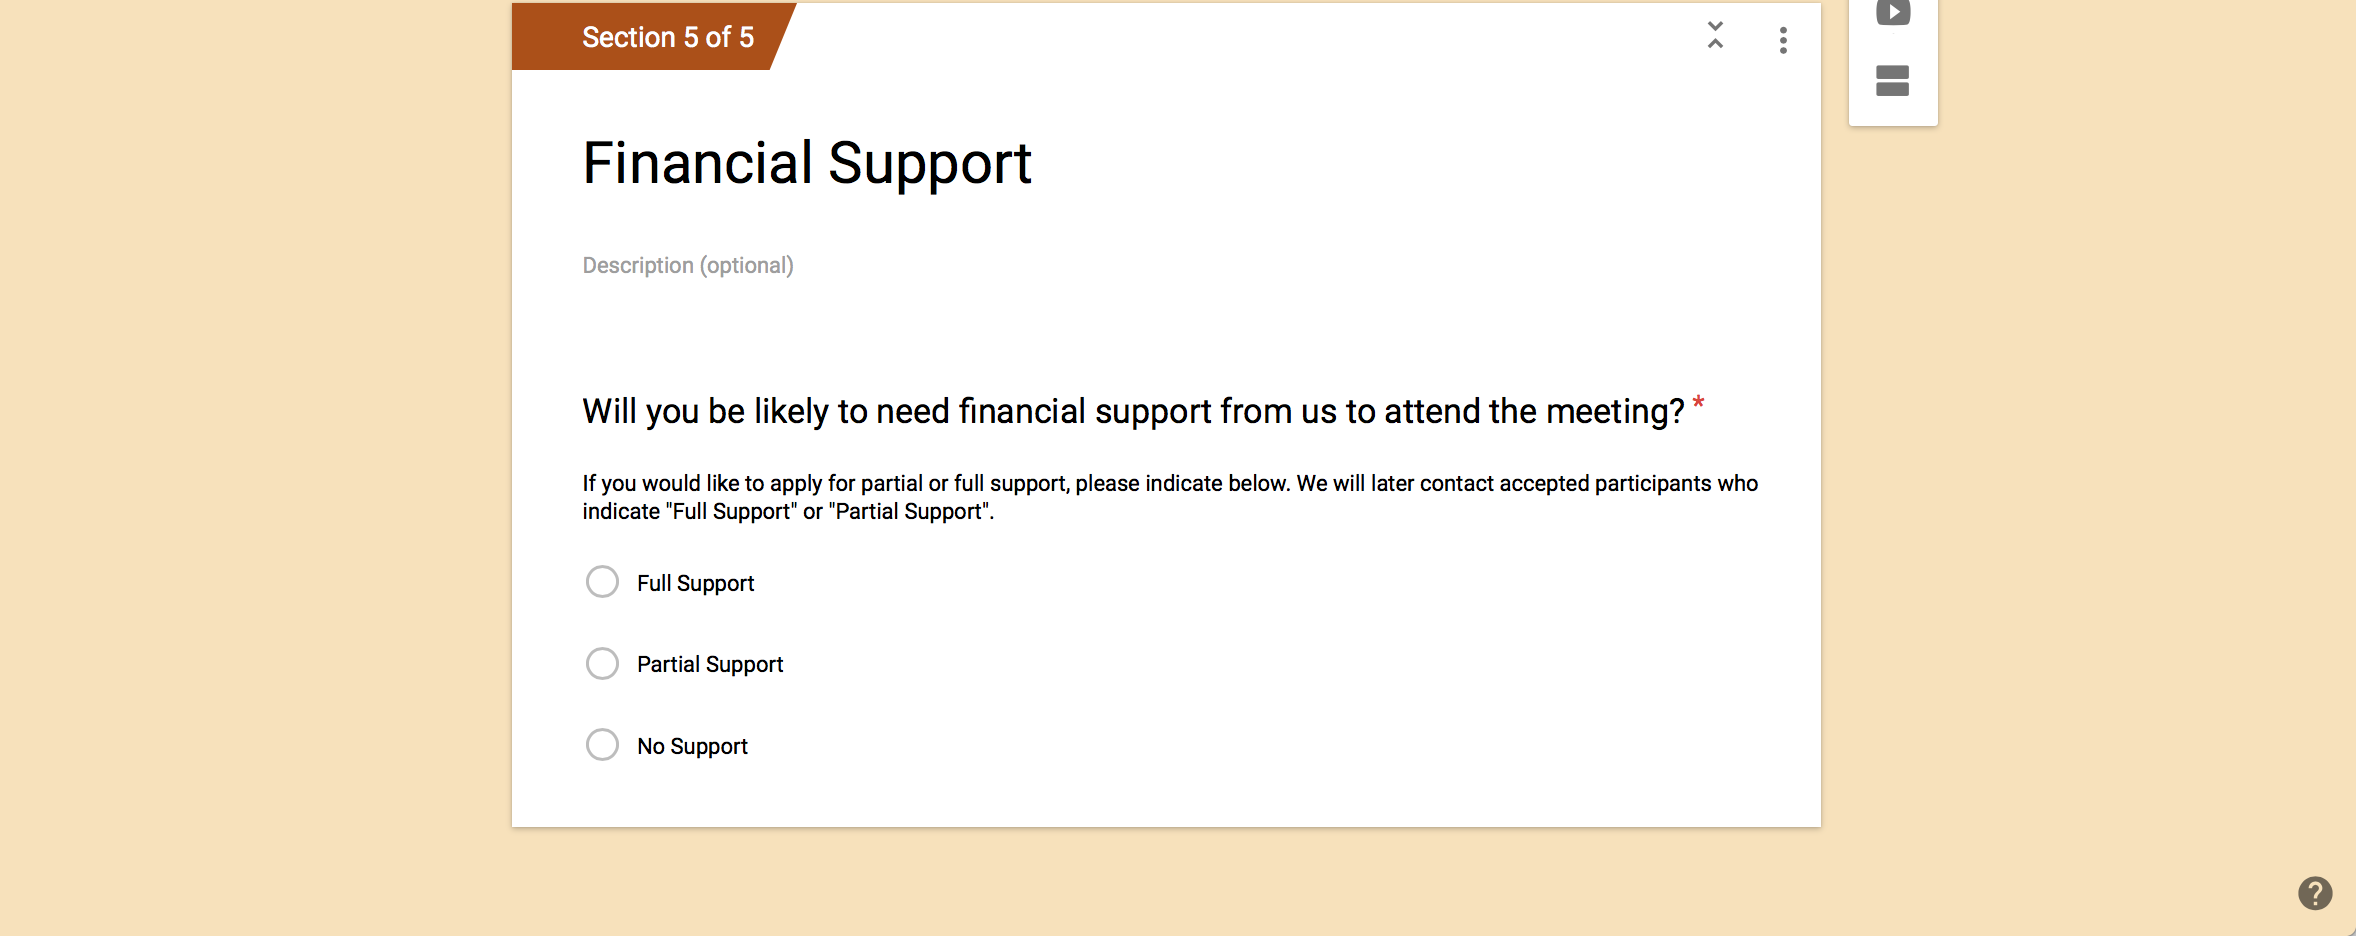 Section 5 of 5
Financial Support
Description (optional)
Will you be likely to need financial support from us to attend the meeting? *
If you would like to apply for partial or full support, please indicate below. We will later contact accepted participants who
indicate "Full Support" or "Partial Support".
Full Support
Partial Support
No Support